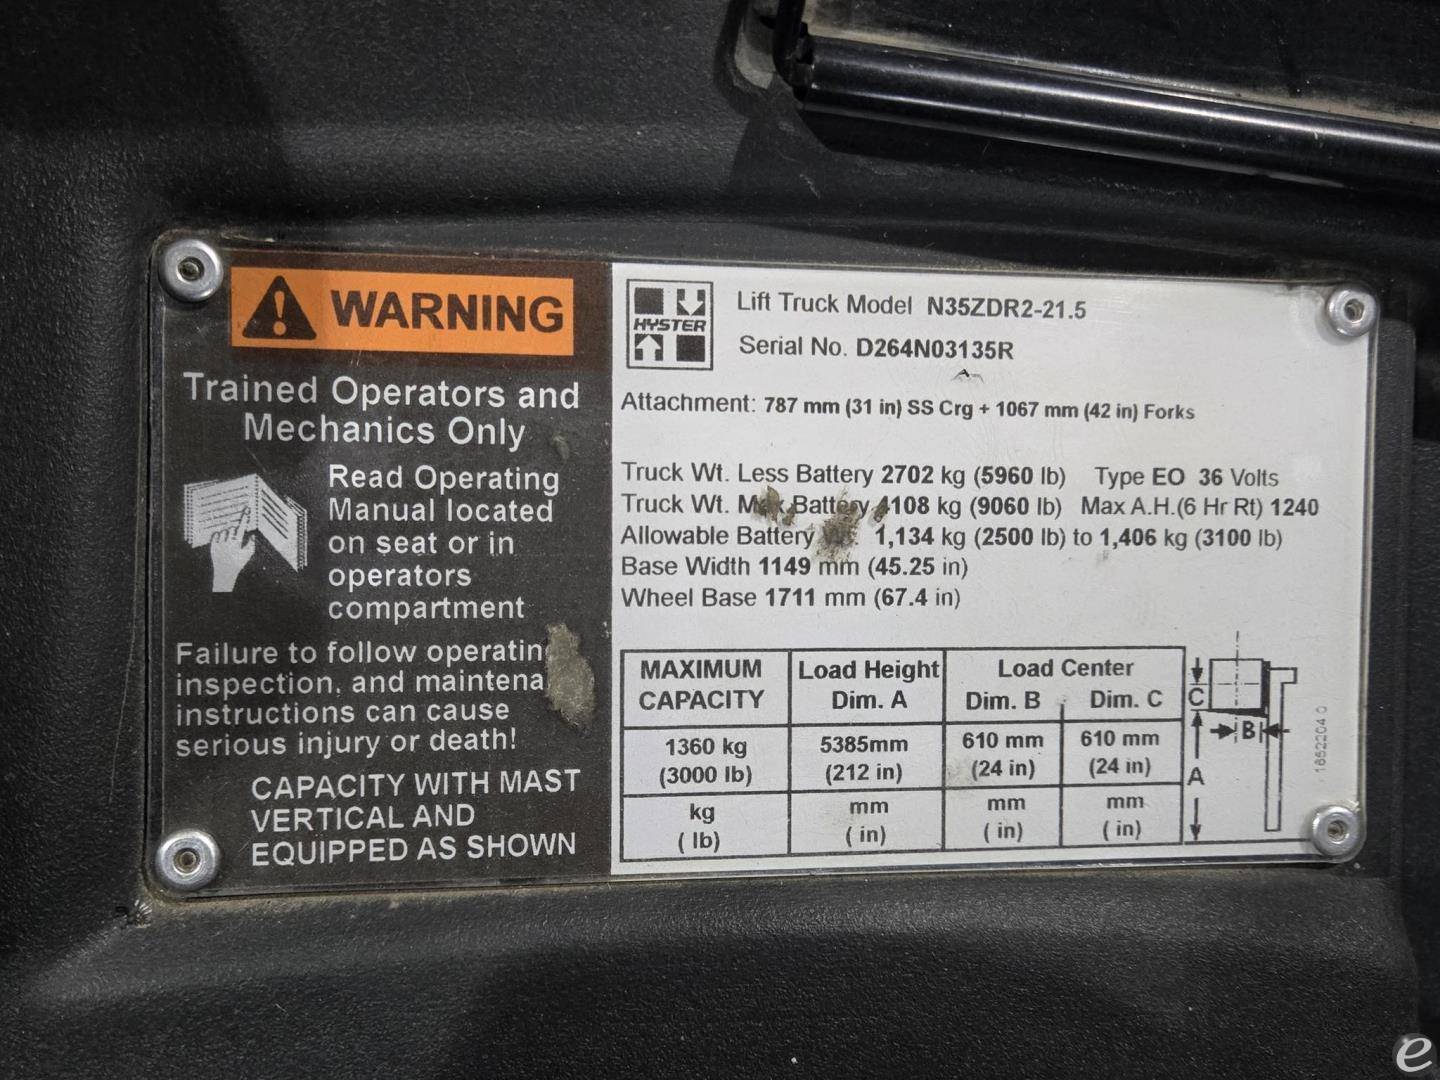 WARNING
Trained Operators and
Mechanics Only
Read Operating
Manual located
on seat or in
operators
compartment
Failure to follow operatin
inspection, and maintena
instructions can cause
serious injury or death!
CAPACITY WITH MAST
VERTICAL AND
EQUIPPED AS SHOWN
HYSTER
Lift Truck Model N35ZDR2-21.5
Serial No. D264N03135R
Attachment: 787 mm (31 in) SS Crg + 1067 mm (42 in) Forks
Truck Wt. Less Battery 2702 kg (5960 lb) Type EO 36 Volts
Truck Wt. Max Battery 4108 kg (9060 lb) Max A.H.(6 Hr Rt) 1240
Allowable Battery 1,134 kg (2500 lb) to 1,406 kg (3100 lb)
Base Width 1149 mm (45.25 in)
Wheel Base 1711 mm (67.4 in)
MAXIMUM CAPACITY Load Height Dim. A Load Center Dim. B Dim. C
1360 kg 5385mm 610 mm 610 mm
(3000 lb) (212 in) (24 in) (24 in)
kg mm mm mm
( lb) ( in) ( in) ( in)
C
B
A
1652204 0
e